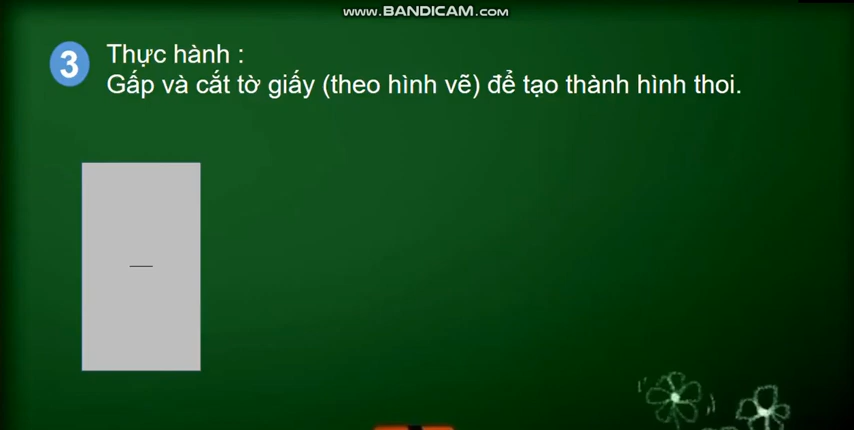 www.BANDICAM.com
3
Thực hành :
Gấp và cắt tờ giấy (theo hình vẽ) để tạo thành hình thoi.